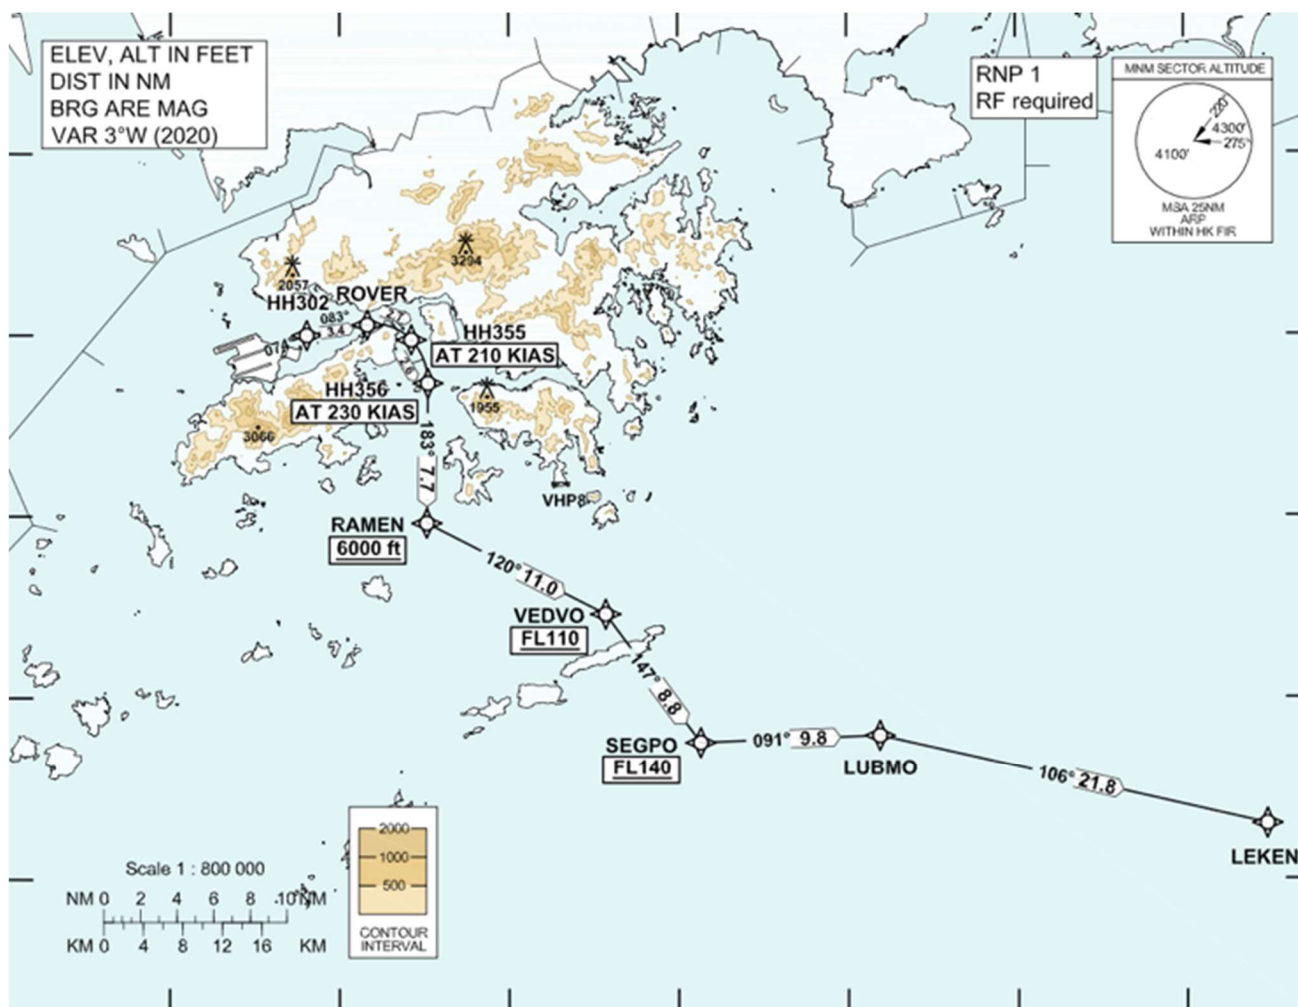 ELEV, ALT IN FEET
DIST IN NM
BRG ARE MAG
VAR 3°W (2020)
RNP 1
RF required
MNM SECTOR ALTITUDE
220°
4300'
275°
4100'
MSA 25NM
ARP
WITHIN HK FIR
3294
2057
HH302
ROVER
083°
3.4
07
HH355
AT 210 KIAS
HH356
AT 230 KIAS
1955
3066
183° 7.7
VHP8
RAMEN
6000 ft
120° 11.0
VEDVO
FL110
147° 8.8
SEGPO
FL140
091° 9.8
LUBMO
106° 21.8
LEKEN
2000
1000
500
CONTOUR
INTERVAL
Scale 1 : 800 000
NM 0 2 4 6 8 10 NM
KM 0 4 8 12 16 KM